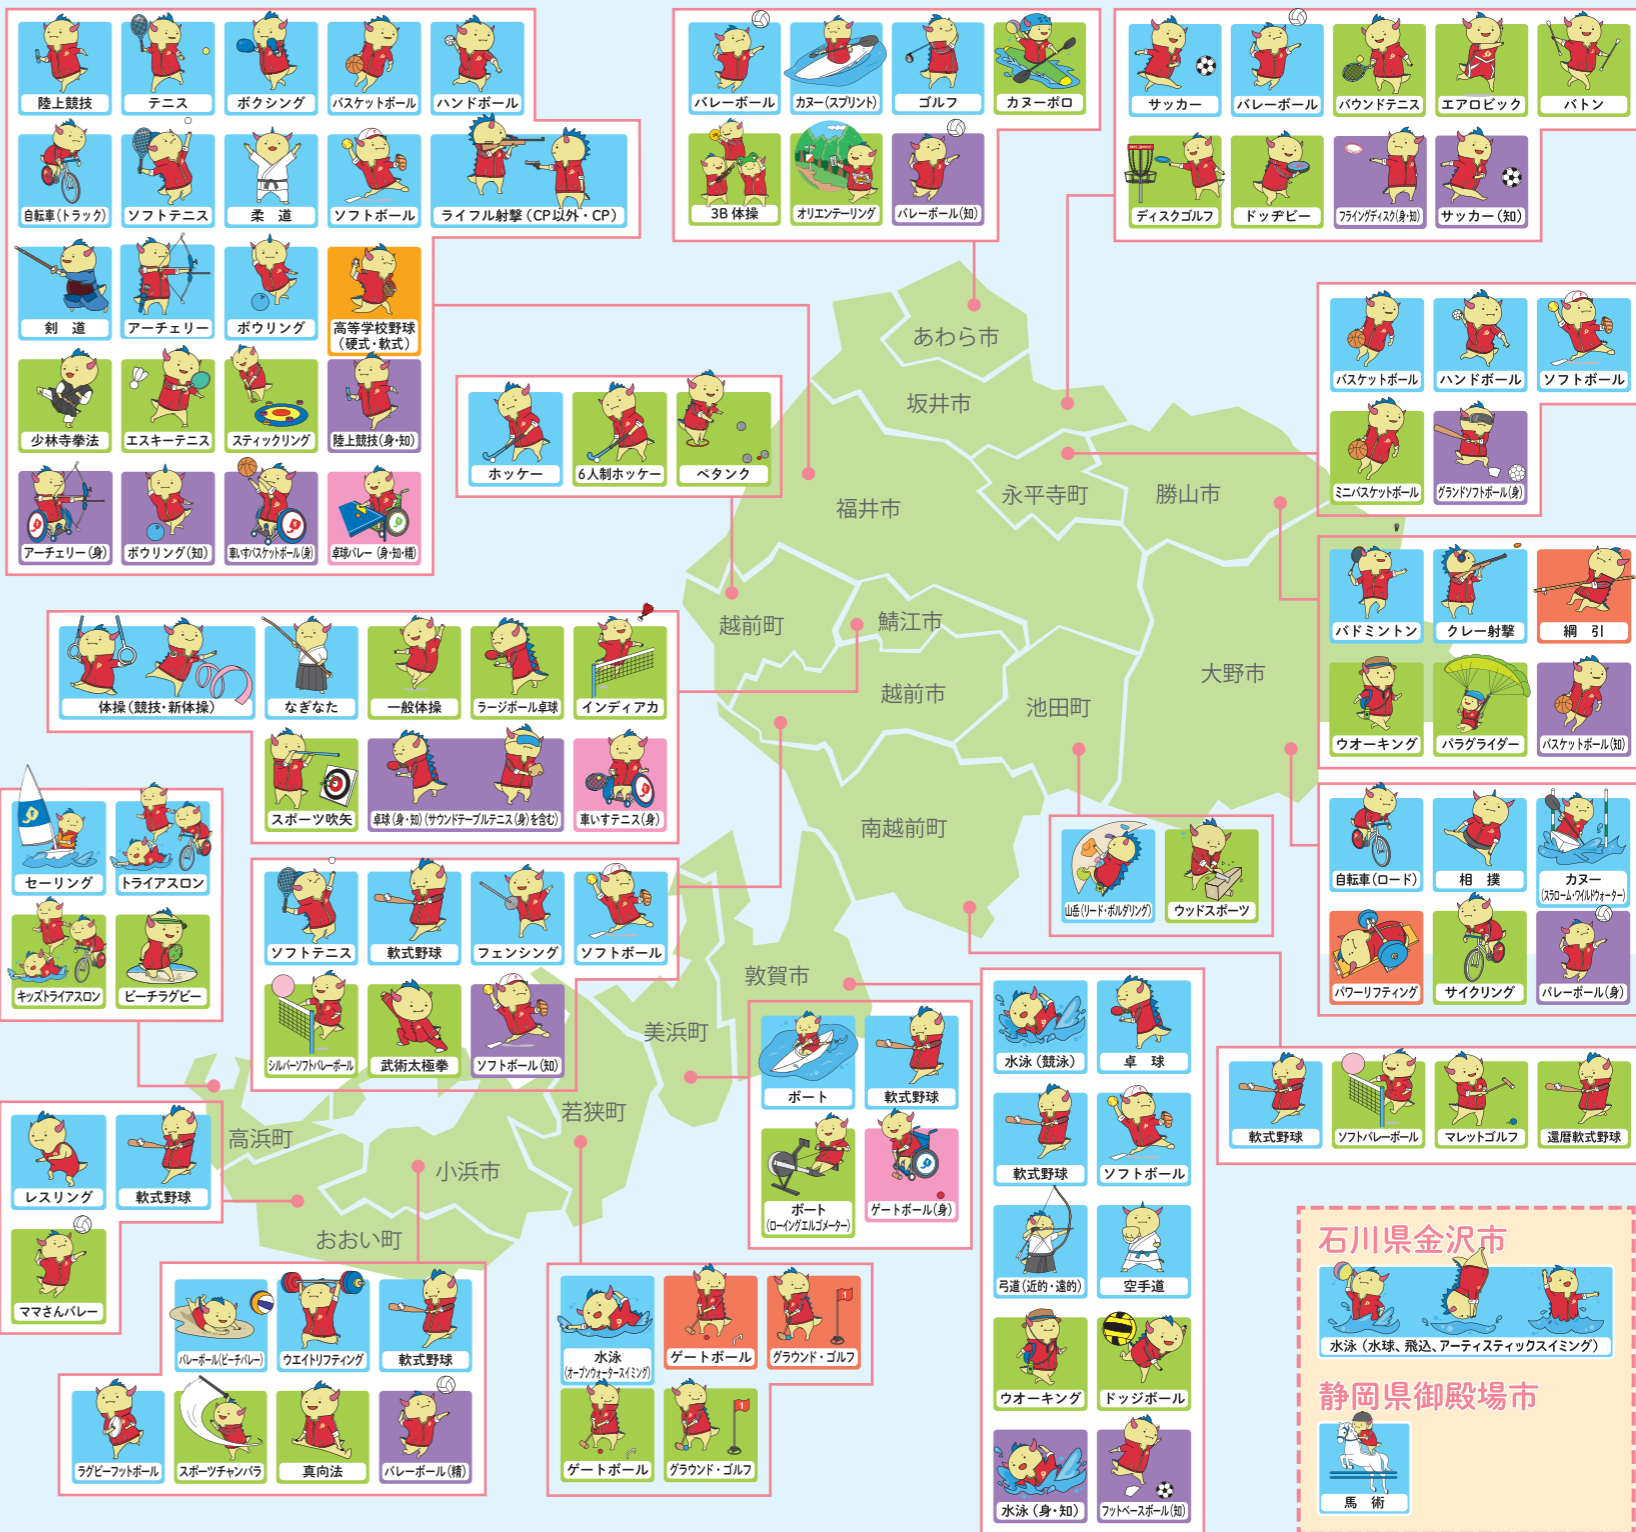 陸上競技
テニス
ボクシング
バスケットボール
ハンドボール
自転車(トラック)
ソフトテニス
柔 道
ソフトボール
ライフル射撃(CP以外・CP)
剣 道
アーチェリー
ボウリング
高等学校野球
(硬式・軟式)
少林寺拳法
エスキーテニス
スティックリング
陸上競技(身・知)
アーチェリー(身)
ボウリング(知)
車いすバスケットボール(身)
卓球バレー(身・知・精)
バレーボール
カヌー(スプリント)
ゴルフ
カヌーポロ
3B体操
オリエンテーリング
バレーボール(知)
サッカー
バレーボール
バウンドテニス
エアロビック
バトン
ディスクゴルフ
ドッヂビー
フライングディスク(身・知)
サッカー(知)
バスケットボール
ハンドボール
ソフトボール
ミニバスケットボール
グランドソフトボール(身)
ホッケー
6人制ホッケー
ペタンク
あわら市
坂井市
福井市
永平寺町
勝山市
越前町
鯖江市
越前市
池田町
大野市
南越前町
敦賀市
美浜町
若狭町
高浜町
小浜市
おおい町
バドミントン
クレー射撃
綱 引
ウオーキング
パラグライダー
バスケットボール(知)
体操(競技・新体操)
なぎなた
一般体操
ラージボール卓球
インディアカ
スポーツ吹矢
卓球(身・知)(サウンドテーブルテニス(身)を含む)
車いすテニス(身)
自転車(ロード)
相 撲
カヌー
(スラローム・ワイルドウォーター)
パワーリフティング
サイクリング
バレーボール(身)
山岳(リード・ボルダリング)
ウッドスポーツ
セーリング
トライアスロン
キッズトライアスロン
ビーチラグビー
ソフトテニス
軟式野球
フェンシング
ソフトボール
シルバーソフトバレーボール
武術太極拳
ソフトボール(知)
ボート
軟式野球
ボート
(ローイングエルゴメーター)
ゲートボール(身)
水泳(競泳)
卓 球
軟式野球
ソフトボール
弓道(近的・遠的)
空手道
ウオーキング
ドッジボール
水泳(身・知)
フットベースボール(知)
軟式野球
ソフトバレーボール
マレットゴルフ
還暦軟式野球
レスリング
軟式野球
ママさんバレー
バレーボール(ビーチバレー)
ウエイトリフティング
軟式野球
ラグビーフットボール
スポーツチャンバラ
真向法
バレーボール(精)
水泳
(オープンウォータースイミング)
ゲートボール
グラウンド・ゴルフ
ゲートボール
グラウンド・ゴルフ
石川県金沢市
水泳(水球、飛込、アーティスティックスイミング)
静岡県御殿場市
馬 術